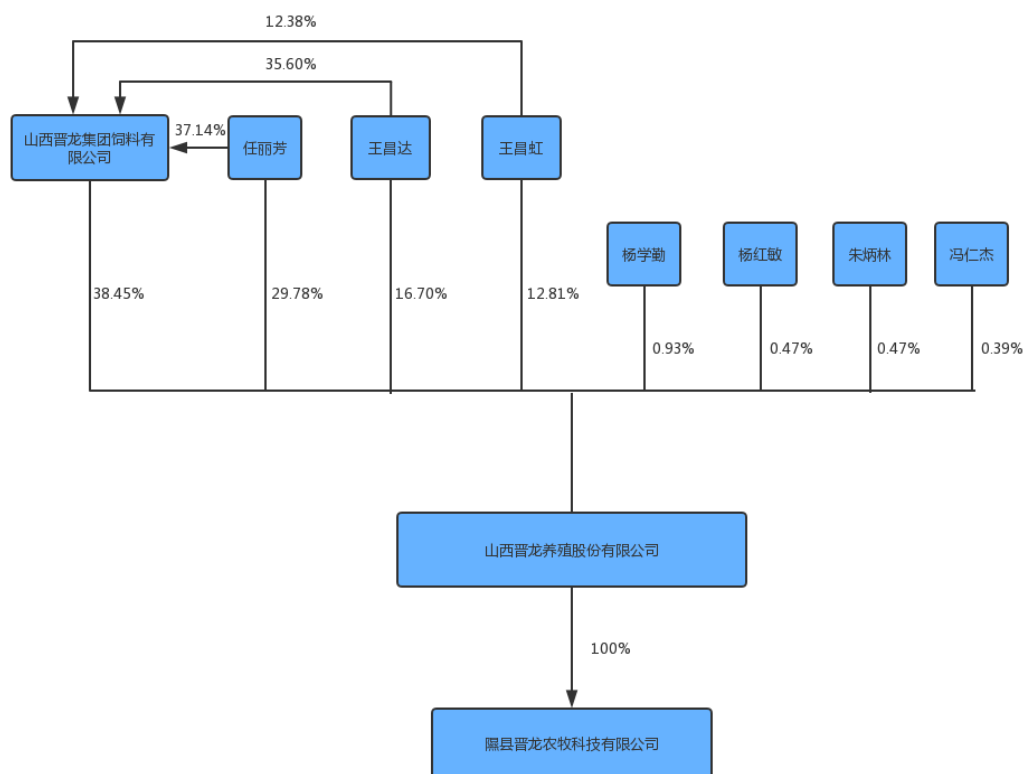 12.38%
35.60%
山西晋龙集团饲料有
限公司
37.14%
任丽芳
王昌达
王昌虹
杨学勤
杨红敏
朱炳林
冯仁杰
38.45%
29.78%
16.70%
12.81%
0.93%
0.47%
0.47%
0.39%
山西晋龙养殖股份有限公司
100%
隰县晋龙农牧科技有限公司